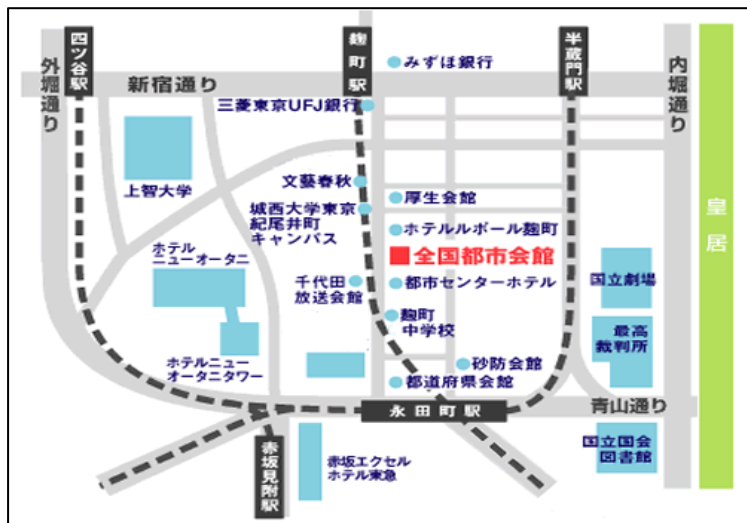 四ツ谷駅
麹町駅
半蔵門駅
外堀通り
新宿通り
みずほ銀行
内堀通り
三菱東京UFJ銀行
上智大学
文藝春秋
厚生会館
城西大学東京
紀尾井町
キャンパス
ホテルルポール麹町
皇居
ホテル
ニューオータニ
全国都市会館
千代田
放送会館
都市センターホテル
国立劇場
麹町
中学校
最高
裁判所
ホテルニュー
オータニタワー
砂防会館
都道府県会館
永田町駅
青山通り
赤坂見附駅
赤坂エクセル
ホテル東急
国立国会
図書館